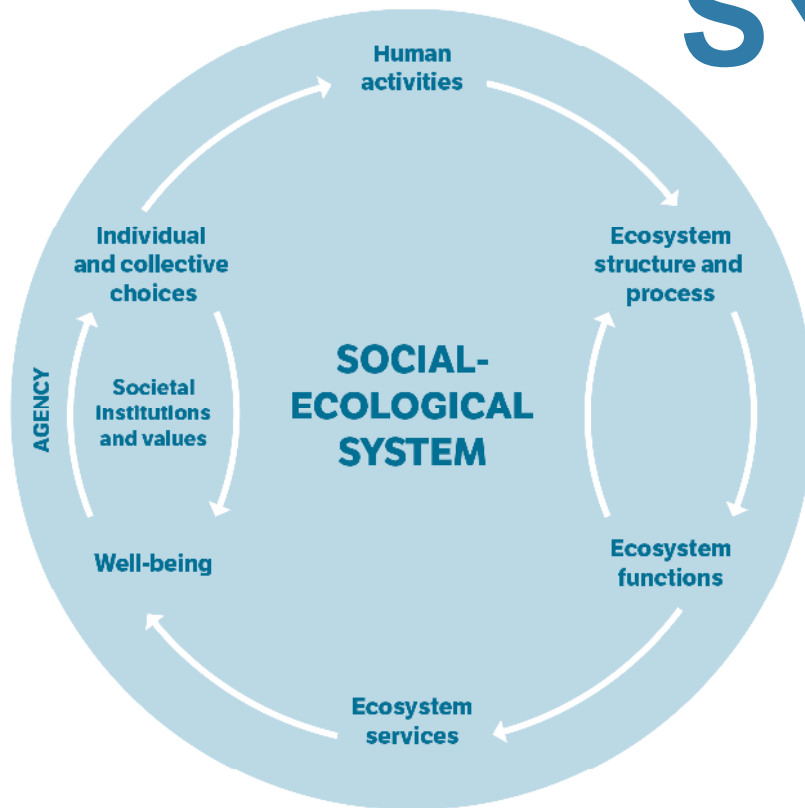 Human
activities
Individual
and collective
choices
Ecosystem
structure and
process
SOCIAL-
ECOLOGICAL
SYSTEM
AGENCY
Societal
institutions
and values
Well-being
Ecosystem
functions
Ecosystem
services